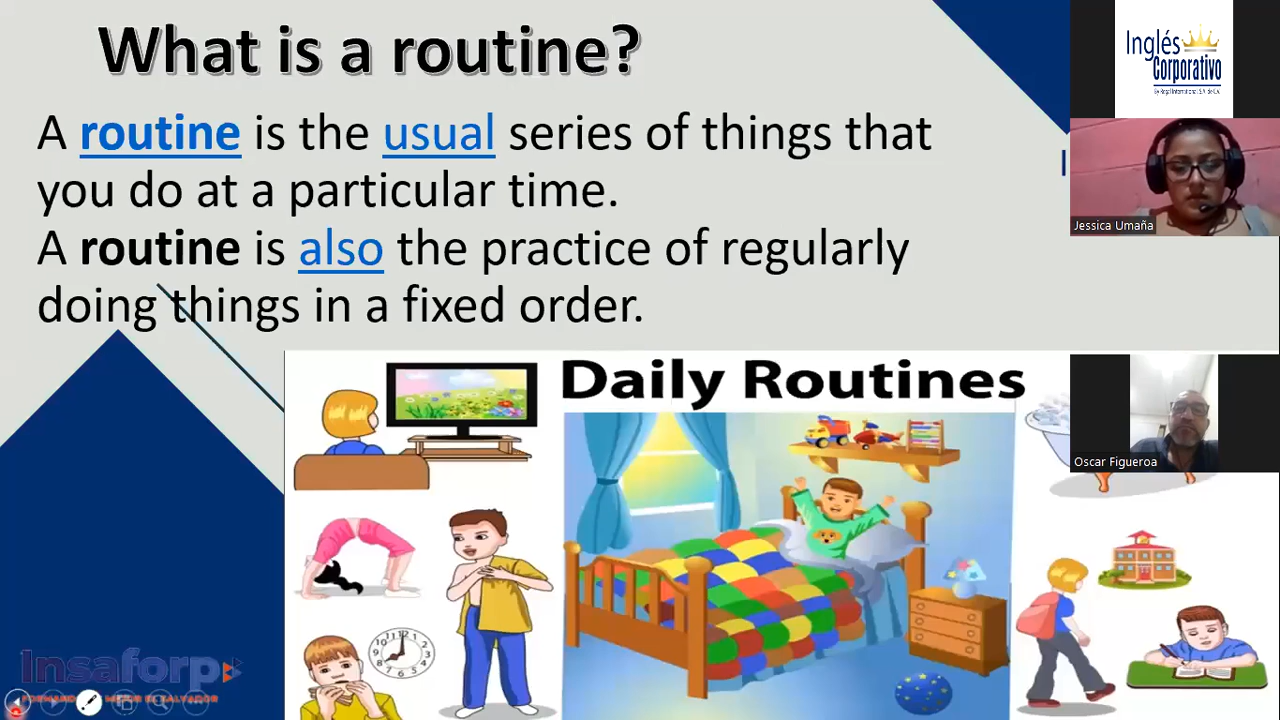 What is a routine?
A routine is the usual series of things that
you do at a particular time.
A routine is also the practice of regularly
doing things in a fixed order.
Daily Routines
Inglés
Corporativo
Jessica Umaña
Oscar Figueroa
Insaforp